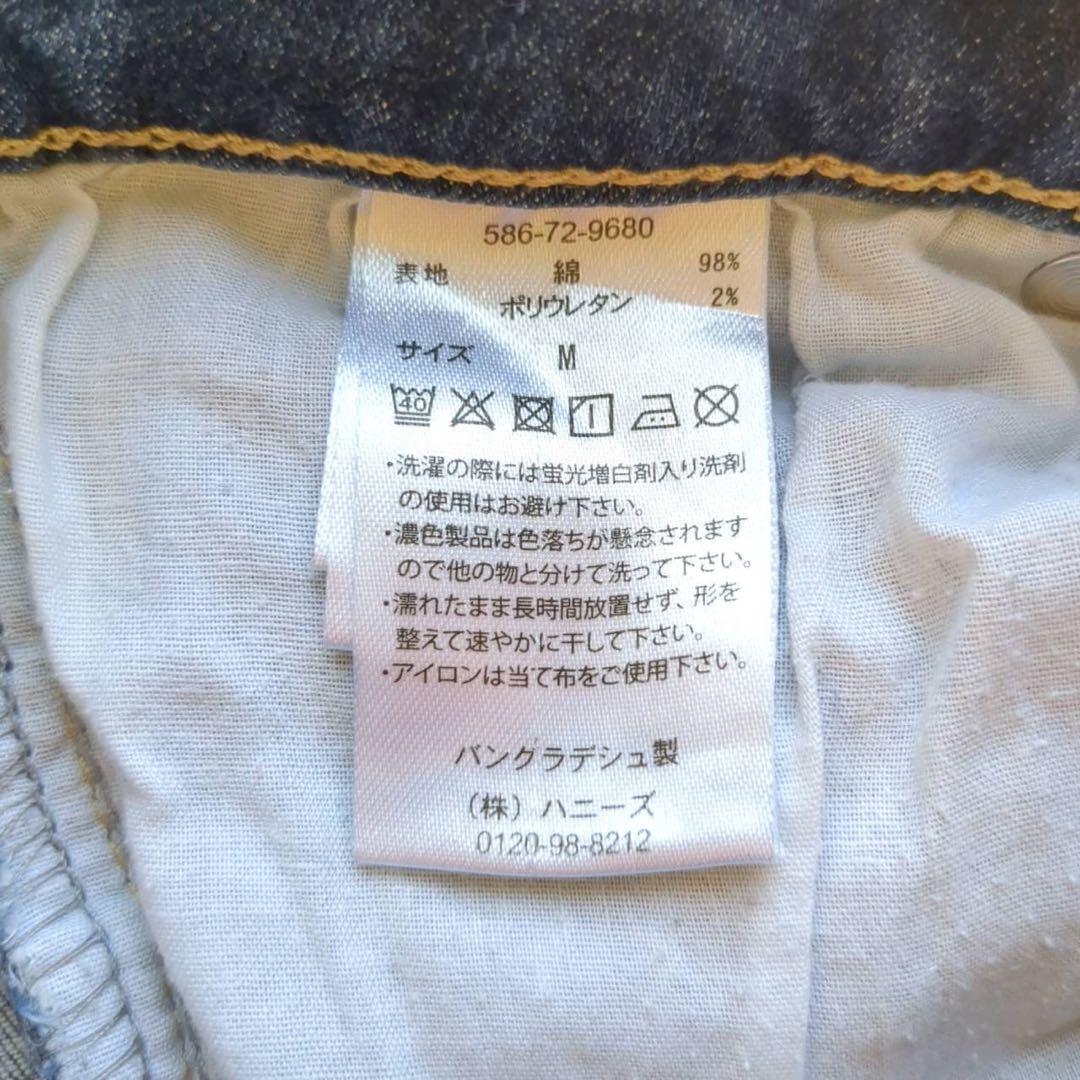 586-72-9680
表地 綿 98%
ポリウレタン 2%
サイズ M
40
・洗濯の際には蛍光増白剤入り洗剤
の使用はお避け下さい。
・濃色製品は色落ちが懸念されます
ので他の物と分けて洗って下さい。
・濡れたまま長時間放置せず、形を
整えて速やかに干して下さい。
・アイロンは当て布をご使用下さい。
バングラデシュ製
（株）ハニーズ
0120-98-8212